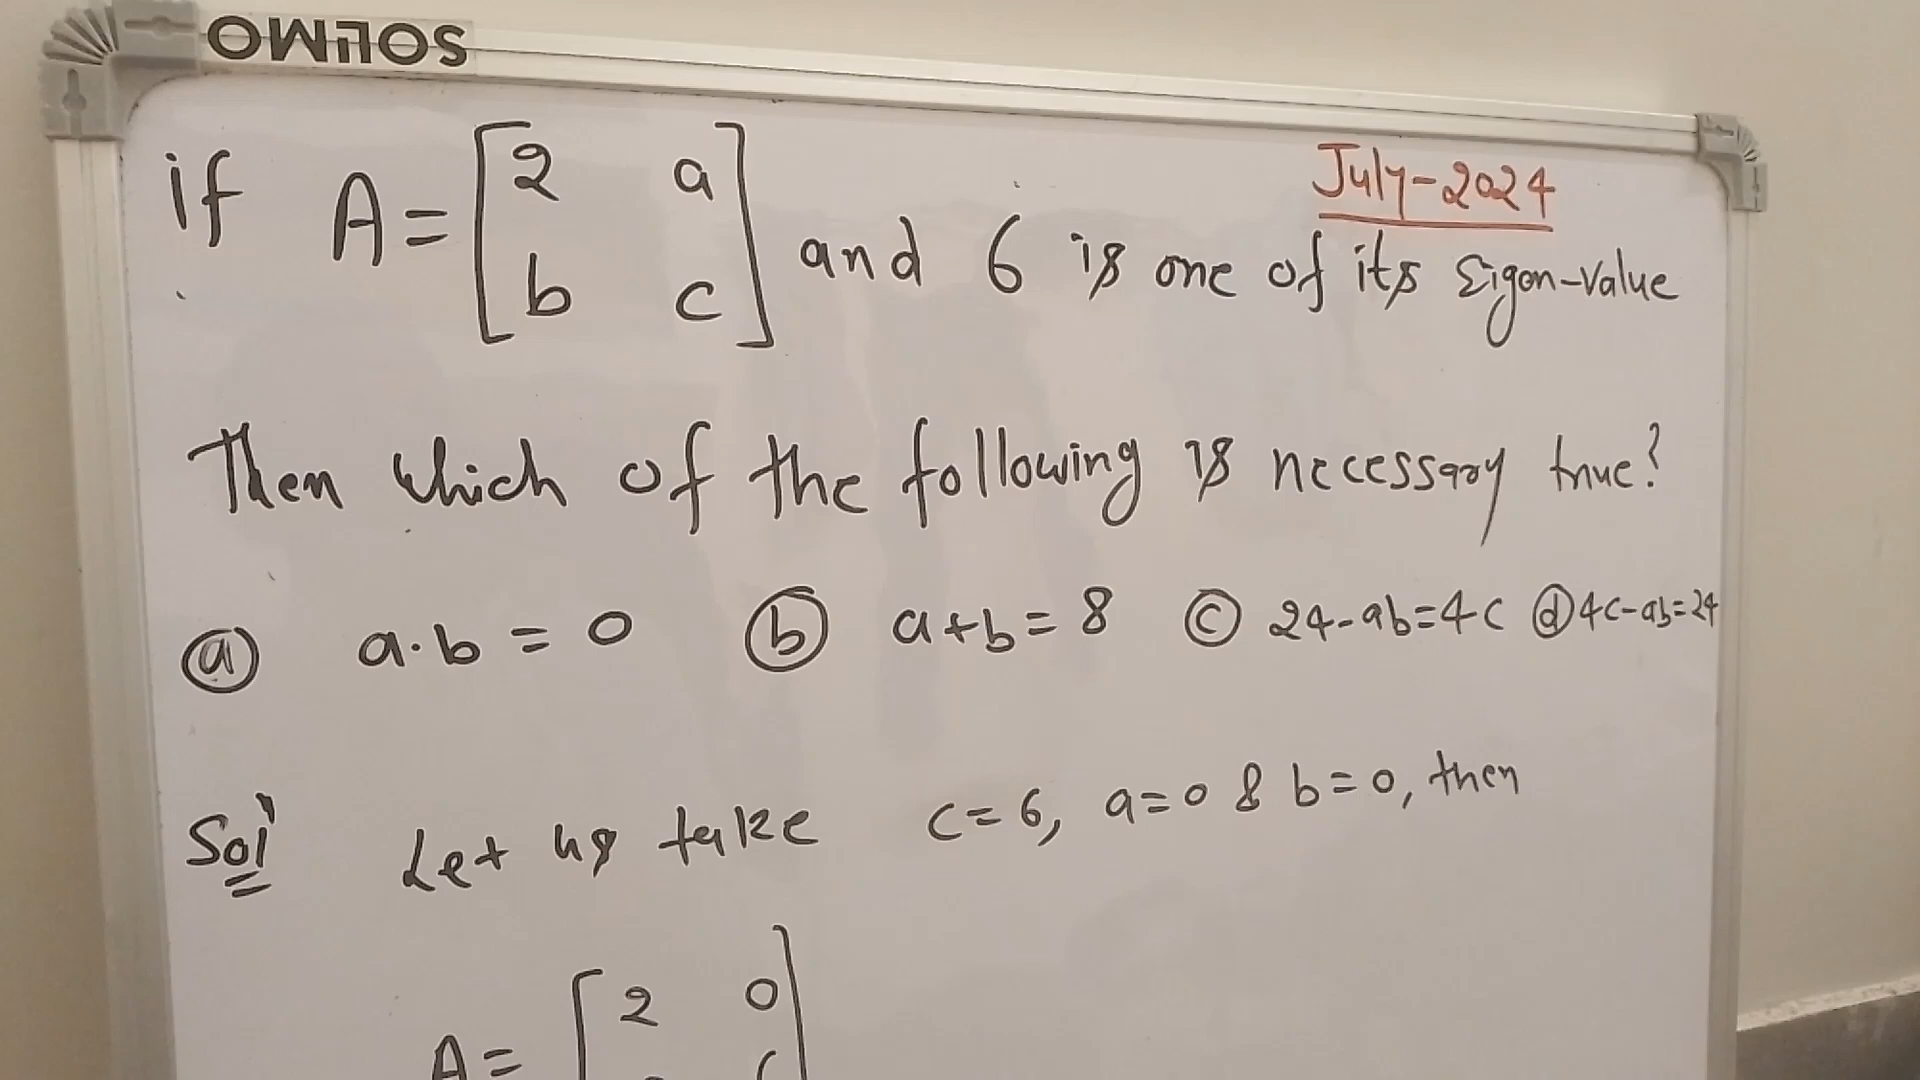 SOLIMO
July-2024
if A = [2 a
b c] and 6 is one of its Eigen-value
Then which of the following is necessary true?
(a) a.b = 0 (b) a+b = 8 (c) 24-ab=4c (d) 4c-ab=24
Sol' Let us take c=6, a=0 & b=0, then
A = [2 0]